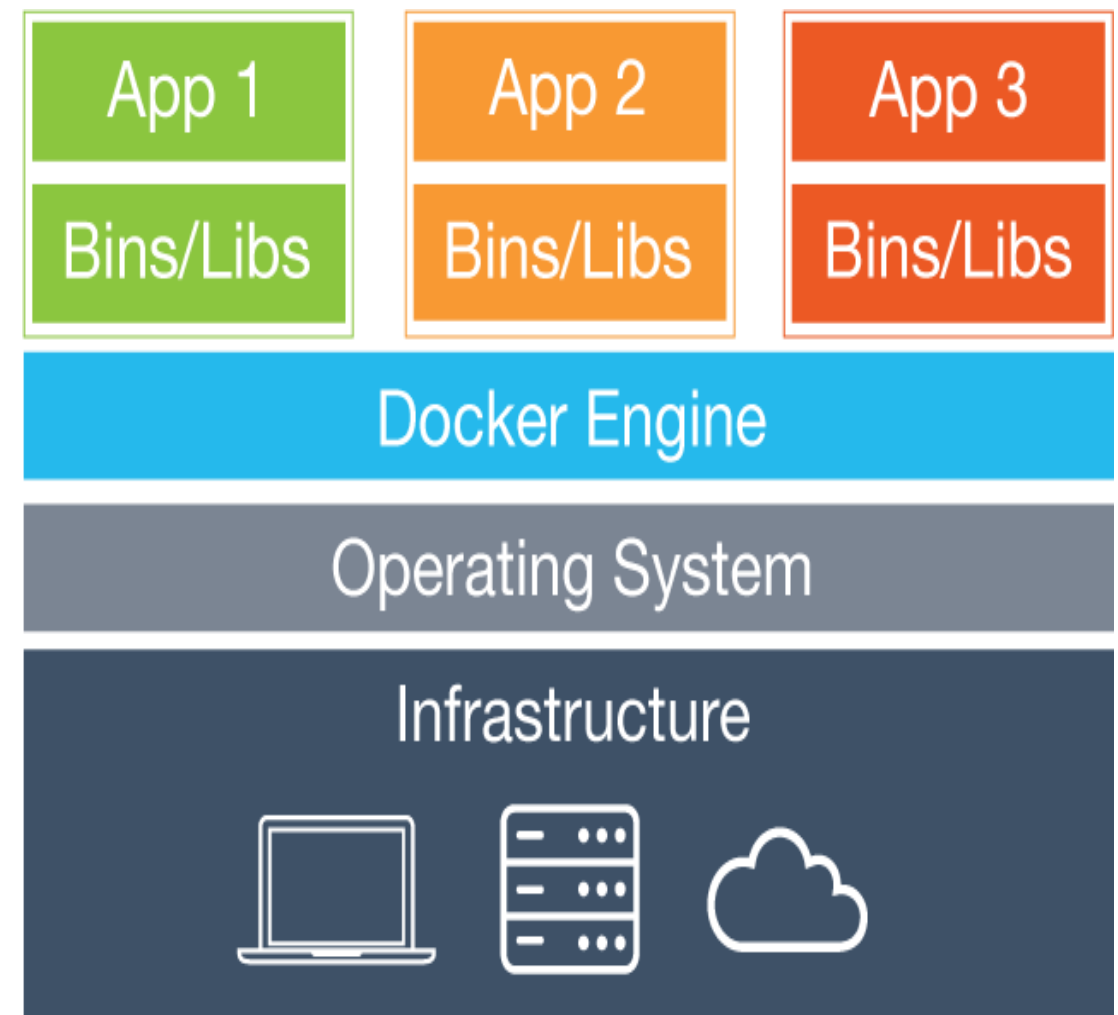 App 1
App 2
App 3
Bins/Libs
Bins/Libs
Bins/Libs
Docker Engine
Operating System
Infrastructure